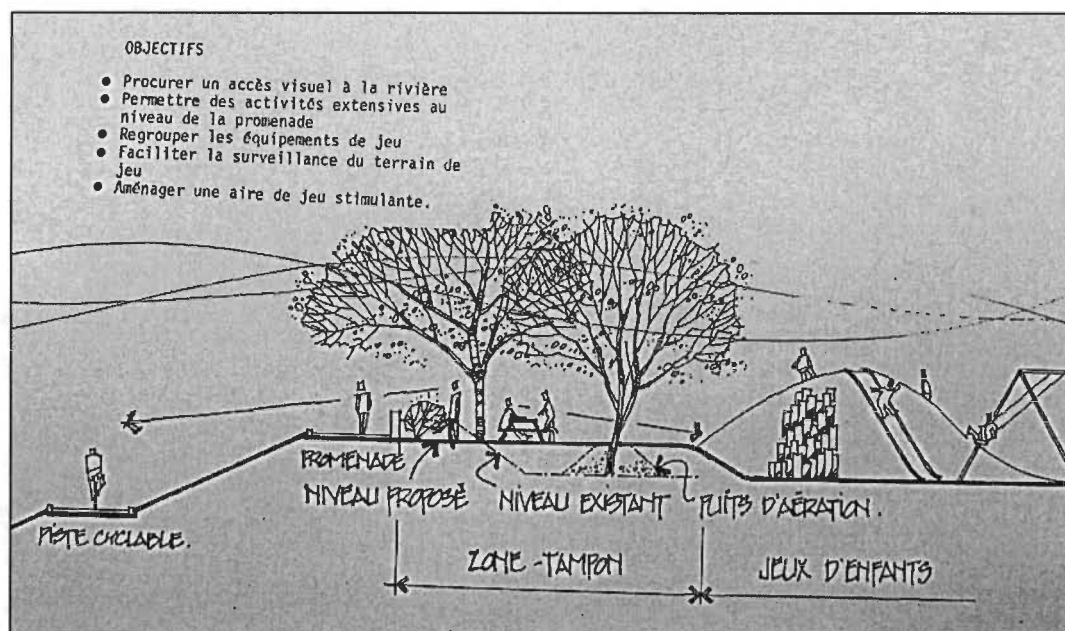 OBJECTIFS
● Procurer un accès visuel à la rivière
● Permettre des activités extensives au
niveau de la promenade
● Regrouper les équipements de jeu
● Faciliter la surveillance du terrain de
jeu
● Aménager une aire de jeu stimulante.
PROMENADE
NIVEAU PROPOSÉ
NIVEAU EXISTANT
PUITS D'AÉRATION.
PISTE CYCLABLE.
ZONE-TAMPON
JEUX D'ENFANTS